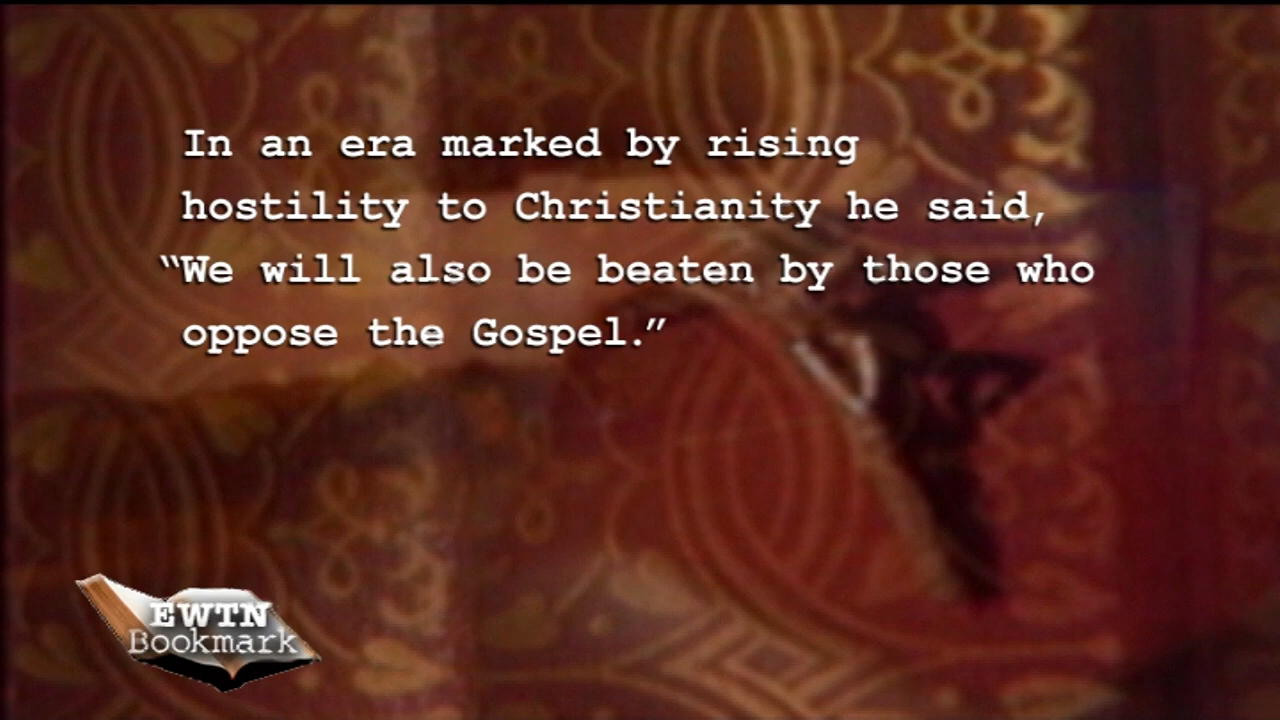 In an era marked by rising
hostility to Christianity he said,
“We will also be beaten by those who
oppose the Gospel.”
EWTN
Bookmark